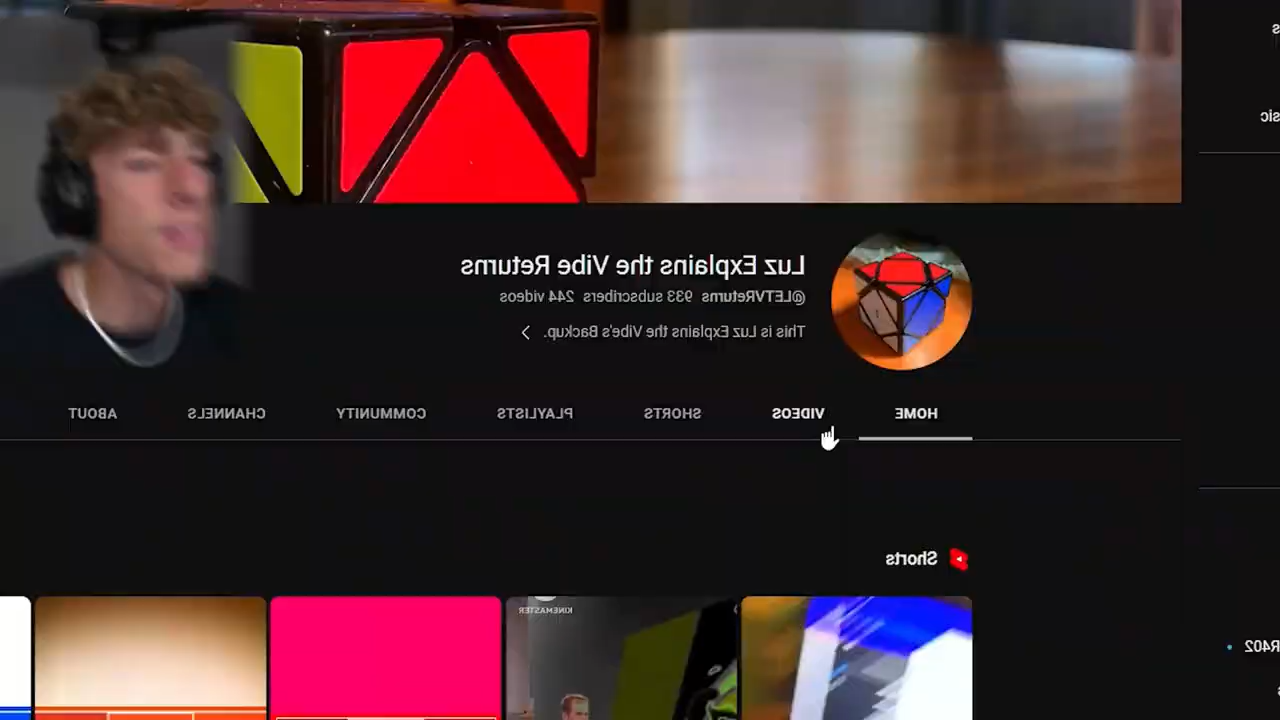 Luz Explains the Vibe Returns
@LETVReturns 933 subscribers 244 videos
This is Luz Explains the Vibe's Backup.
HOME VIDEOS SHORTS PLAYLISTS COMMUNITY CHANNELS ABOUT
Shorts
KINEMASTER